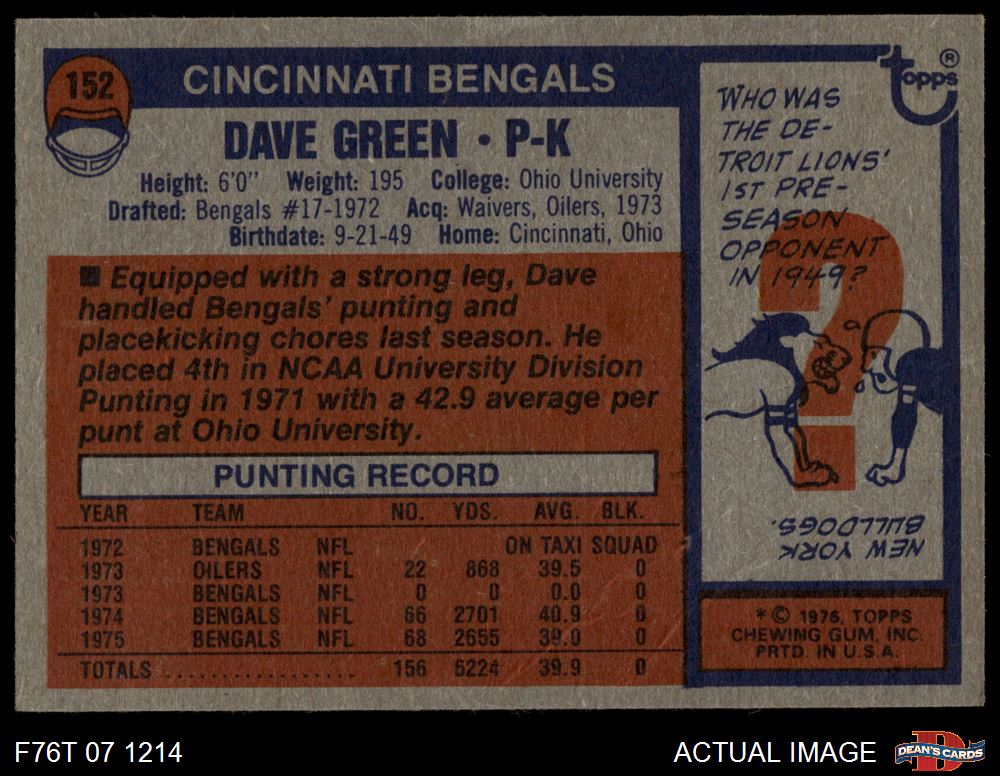 152
CINCINNATI BENGALS
DAVE GREEN • P-K
Height: 6'0" Weight: 195 College: Ohio University
Drafted: Bengals #17-1972 Acq: Waivers, Oilers, 1973
Birthdate: 9-21-49 Home: Cincinnati, Ohio
■ Equipped with a strong leg, Dave
handled Bengals' punting and
placekicking chores last season. He
placed 4th in NCAA University Division
Punting in 1971 with a 42.9 average per
punt at Ohio University.
PUNTING RECORD
YEAR TEAM NO. YDS. AVG. BLK.
1972 BENGALS NFL ON TAXI SQUAD
1973 OILERS NFL 22 868 39.5 0
1973 BENGALS NFL 0 0 0.0 0
1974 BENGALS NFL 66 2701 40.9 0
1975 BENGALS NFL 68 2655 39.0 0
TOTALS .................. 156 6224 39.9 0
topps ®
WHO WAS
THE DE-
TROIT LIONS'
1ST PRE-
SEASON
OPPONENT
IN 1949?
?
NEW YORK
BULLDOGS.
* © 1976, TOPPS
CHEWING GUM, INC.
PRTD. IN U.S.A.
F76T 07 1214
ACTUAL IMAGE
D
DEAN'S CARDS